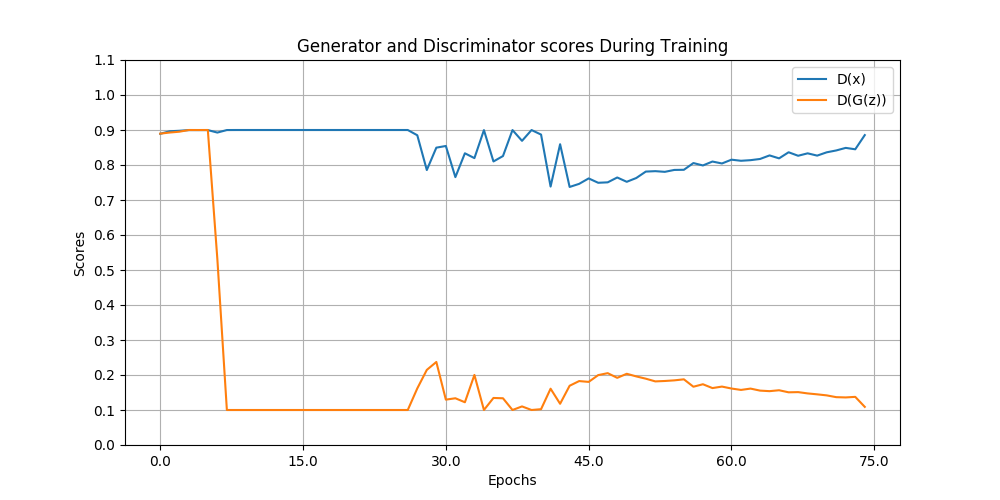 Generator and Discriminator scores During Training
D(x)
D(G(z))
1.1
1.0
0.9
0.8
0.7
0.6
0.5
0.4
0.3
0.2
0.1
0.0
Scores
0.0 15.0 30.0 45.0 60.0 75.0
Epochs